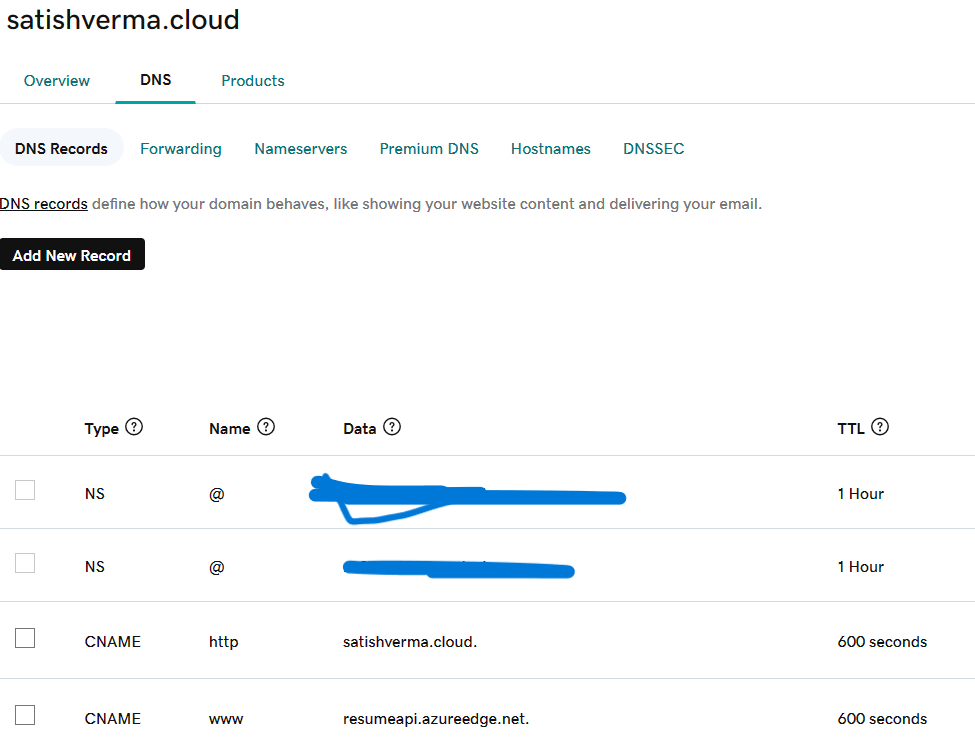 satishverma.cloud
Overview DNS Products
DNS Records Forwarding Nameservers Premium DNS Hostnames DNSSEC
DNS records define how your domain behaves, like showing your website content and delivering your email.
Add New Record
Type ? Name ? Data ? TTL ?
NS @ 1 Hour
NS @ 1 Hour
CNAME http satishverma.cloud. 600 seconds
CNAME www resumeapi.azureedge.net. 600 seconds